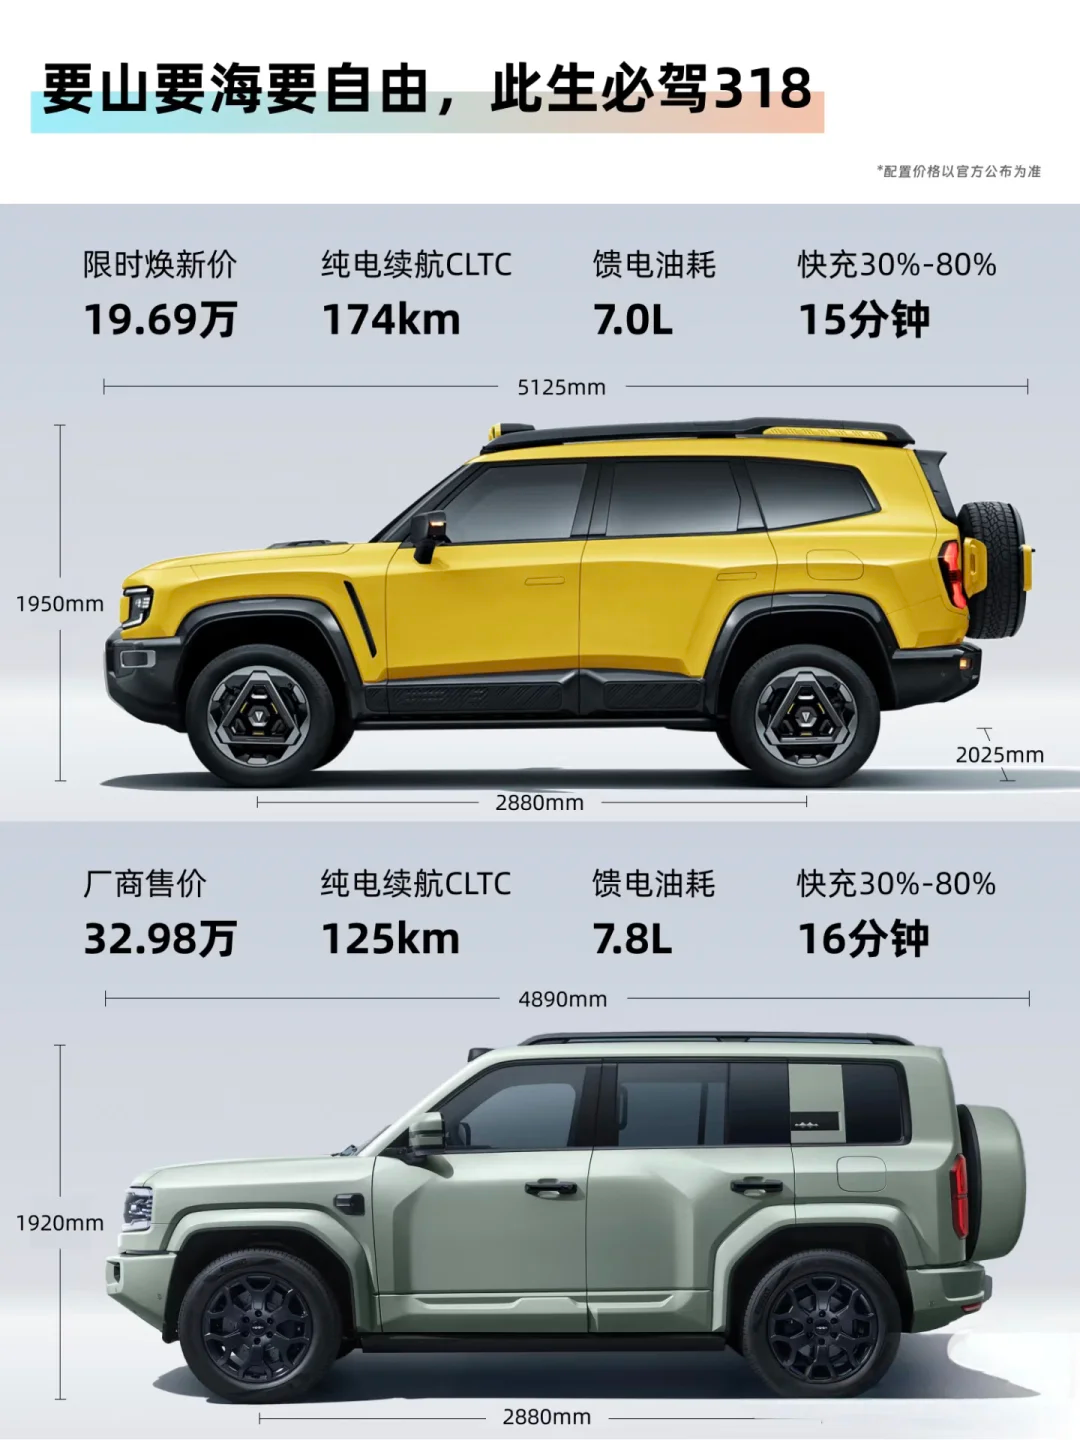 要山要海要自由，此生必驾318
*配置价格以官方公布为准
限时焕新价 纯电续航CLTC 馈电油耗 快充30%-80%
19.69万 174km 7.0L 15分钟
5125mm
1950mm
2025mm
2880mm
厂商售价 纯电续航CLTC 馈电油耗 快充30%-80%
32.98万 125km 7.8L 16分钟
4890mm
1920mm
2880mm